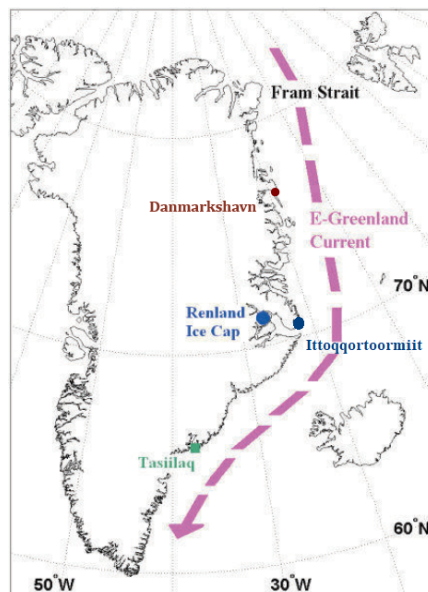 Fram Strait
Danmarkshavn
E-Greenland
Current
70°N
Renland
Ice Cap
Ittoqqortoormiit
Tasiilaq
60°N
50°W
30°W